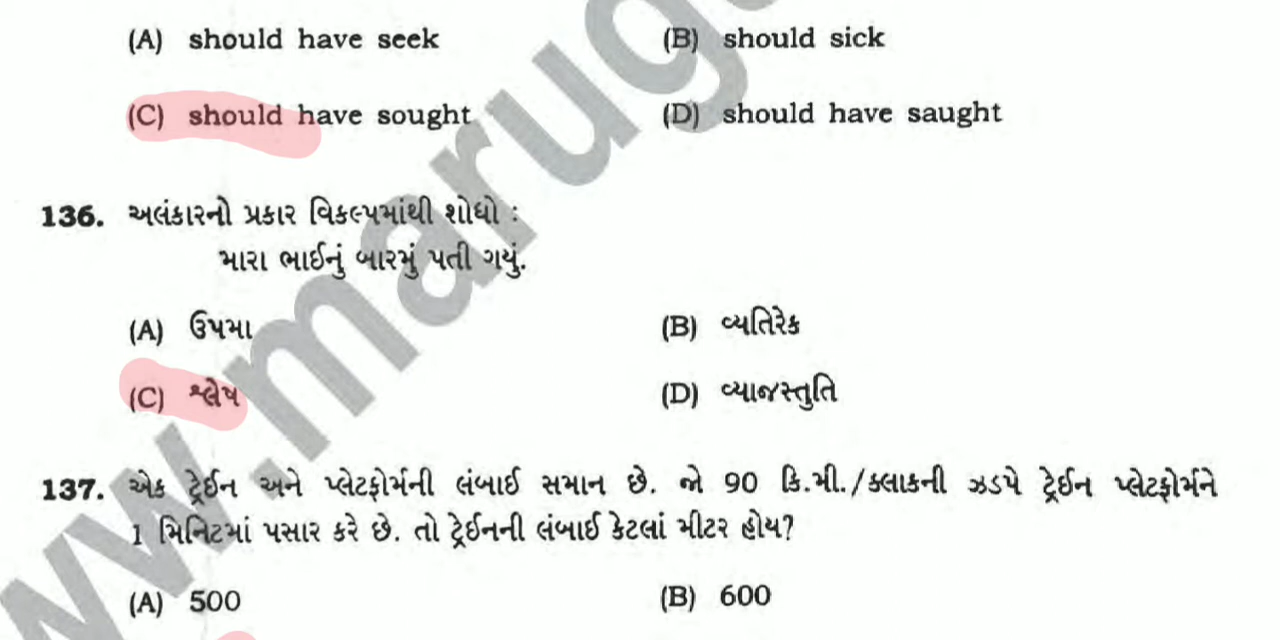 (A) should have seek (B) should sick
(C) should have sought (D) should have saught
136. અલંકારનો પ્રકાર વિકલ્પમાંથી શોધો :
મારા ભાઈનું બારમું પતી ગયું.
(A) ઉપમા (B) વ્યતિરેક
(C) શ્લેષ (D) વ્યાજસ્તુતિ
137. એક ટ્રેઈન અને પ્લેટફોર્મની લંબાઈ સમાન છે. જો 90 કિ.મી./ક્લાકની ઝડપે ટ્રેઈન પ્લેટફોર્મને
1 મિનિટમાં પસાર કરે છે. તો ટ્રેઈનની લંબાઈ કેટલાં મીટર હોય?
(A) 500 (B) 600